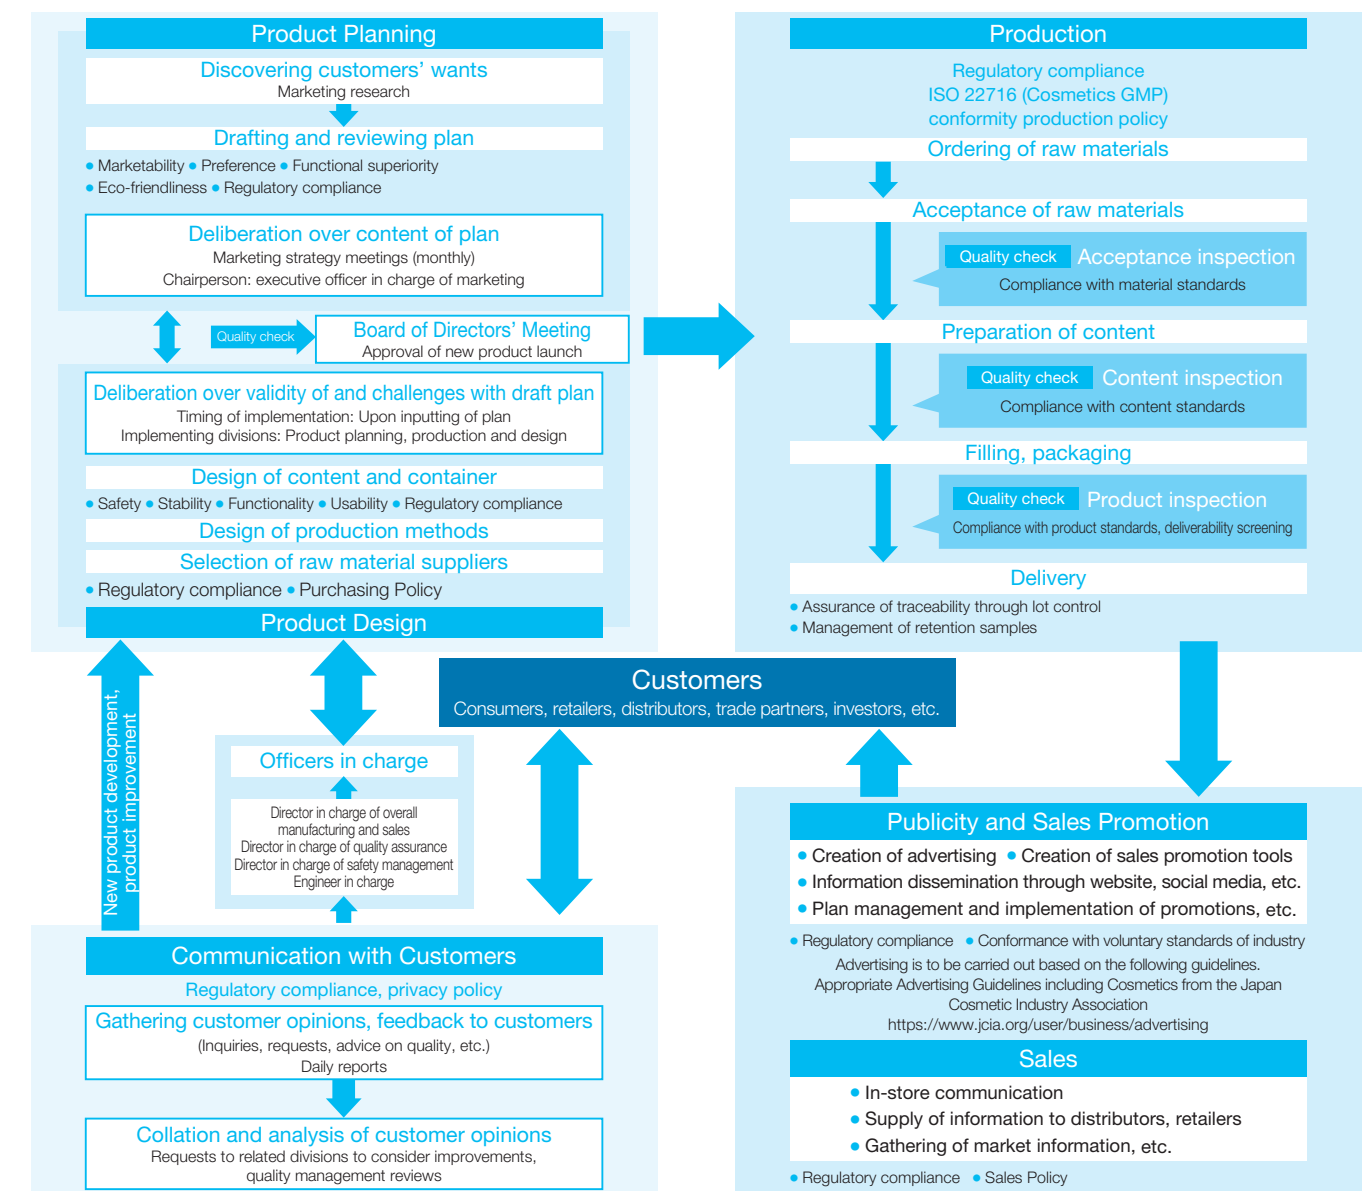 Product Planning
Discovering customers' wants
Marketing research
Drafting and reviewing plan
● Marketability ● Preference ● Functional superiority
● Eco-friendliness ● Regulatory compliance
Deliberation over content of plan
Marketing strategy meetings (monthly)
Chairperson: executive officer in charge of marketing
Quality check
Board of Directors' Meeting
Approval of new product launch
Deliberation over validity of and challenges with draft plan
Timing of implementation: Upon inputting of plan
Implementing divisions: Product planning, production and design
Design of content and container
● Safety ● Stability ● Functionality ● Usability ● Regulatory compliance
Design of production methods
Selection of raw material suppliers
● Regulatory compliance ● Purchasing Policy
Product Design
Production
Regulatory compliance
ISO 22716 (Cosmetics GMP)
conformity production policy
Ordering of raw materials
Acceptance of raw materials
Quality check Acceptance inspection
Compliance with material standards
Preparation of content
Quality check Content inspection
Compliance with content standards
Filling, packaging
Quality check Product inspection
Compliance with product standards, deliverability screening
Delivery
● Assurance of traceability through lot control
● Management of retention samples
Customers
Consumers, retailers, distributors, trade partners, investors, etc.
New product development,
product improvement
Officers in charge
Director in charge of overall
manufacturing and sales
Director in charge of quality assurance
Director in charge of safety management
Engineer in charge
Communication with Customers
Regulatory compliance, privacy policy
Gathering customer opinions, feedback to customers
(Inquiries, requests, advice on quality, etc.)
Daily reports
Collation and analysis of customer opinions
Requests to related divisions to consider improvements,
quality management reviews
Publicity and Sales Promotion
● Creation of advertising ● Creation of sales promotion tools
● Information dissemination through website, social media, etc.
● Plan management and implementation of promotions, etc.
● Regulatory compliance ● Conformance with voluntary standards of industry
Advertising is to be carried out based on the following guidelines.
Appropriate Advertising Guidelines including Cosmetics from the Japan
Cosmetic Industry Association
https://www.jcia.org/user/business/advertising
Sales
● In-store communication
● Supply of information to distributors, retailers
● Gathering of market information, etc.
● Regulatory compliance ● Sales Policy